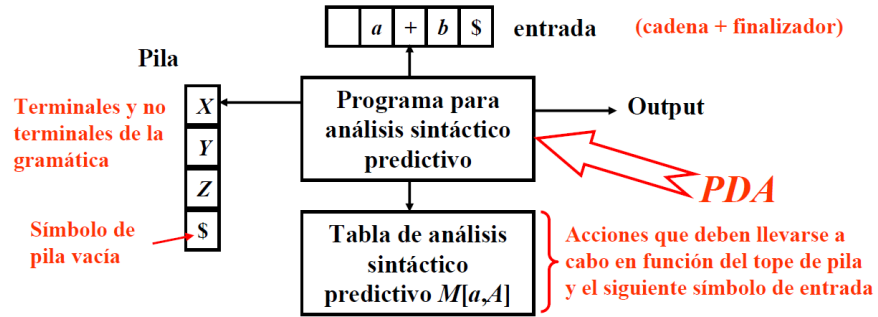 a + b $ entrada (cadena + finalizador)
Pila
Terminales y no
terminales de la
gramática
X
Y
Z
$
Símbolo de
pila vacía
Programa para
análisis sintáctico
predictivo
Output
PDA
Tabla de análisis
sintáctico
predictivo M[a,A]
Acciones que deben llevarse a
cabo en función del tope de pila
y el siguiente símbolo de entrada